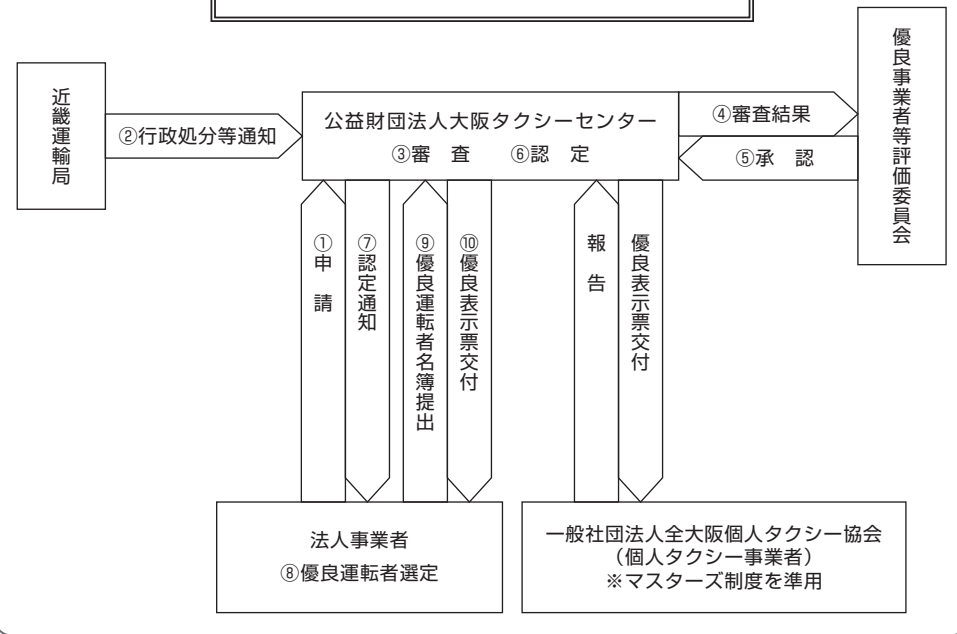 近畿運輸局
②行政処分等通知
公益財団法人大阪タクシーセンター
③審　査　⑥認　定
④審査結果
⑤承　認
優良事業者等評価委員会
①申　請
⑦認定通知
⑨優良運転者名簿提出
⑩優良表示票交付
報　告
優良表示票交付
法人事業者
⑧優良運転者選定
一般社団法人全大阪個人タクシー協会
（個人タクシー事業者）
※マスターズ制度を準用